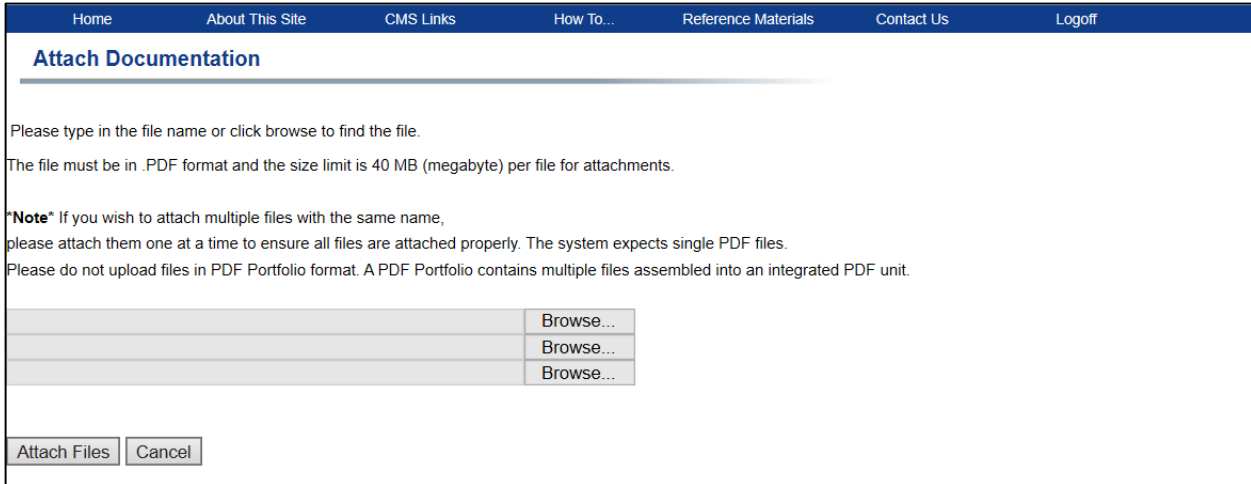 Home About This Site CMS Links How To... Reference Materials Contact Us Logoff
Attach Documentation
Please type in the file name or click browse to find the file.
The file must be in .PDF format and the size limit is 40 MB (megabyte) per file for attachments.
*Note* If you wish to attach multiple files with the same name,
please attach them one at a time to ensure all files are attached properly. The system expects single PDF files.
Please do not upload files in PDF Portfolio format. A PDF Portfolio contains multiple files assembled into an integrated PDF unit.
Browse...
Browse...
Browse...
Attach Files Cancel